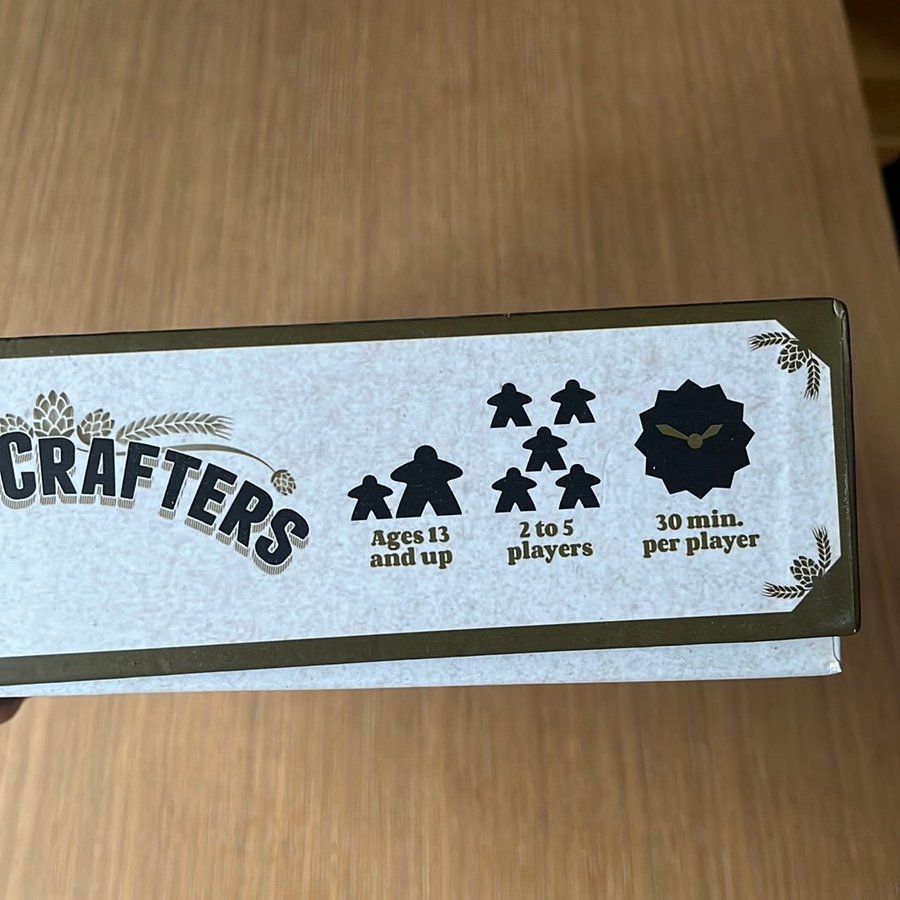 CRAFTERS
Ages 13
and up
2 to 5
players
30 min.
per player